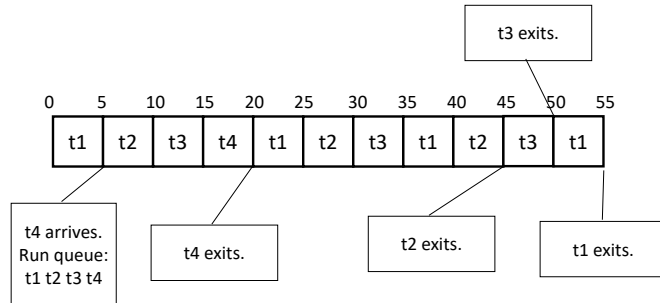 t3 exits.
0 5 10 15 20 25 30 35 40 45 50 55
t1 t2 t3 t4 t1 t2 t3 t1 t2 t3 t1
t4 arrives.
Run queue:
t1 t2 t3 t4
t4 exits.
t2 exits.
t1 exits.